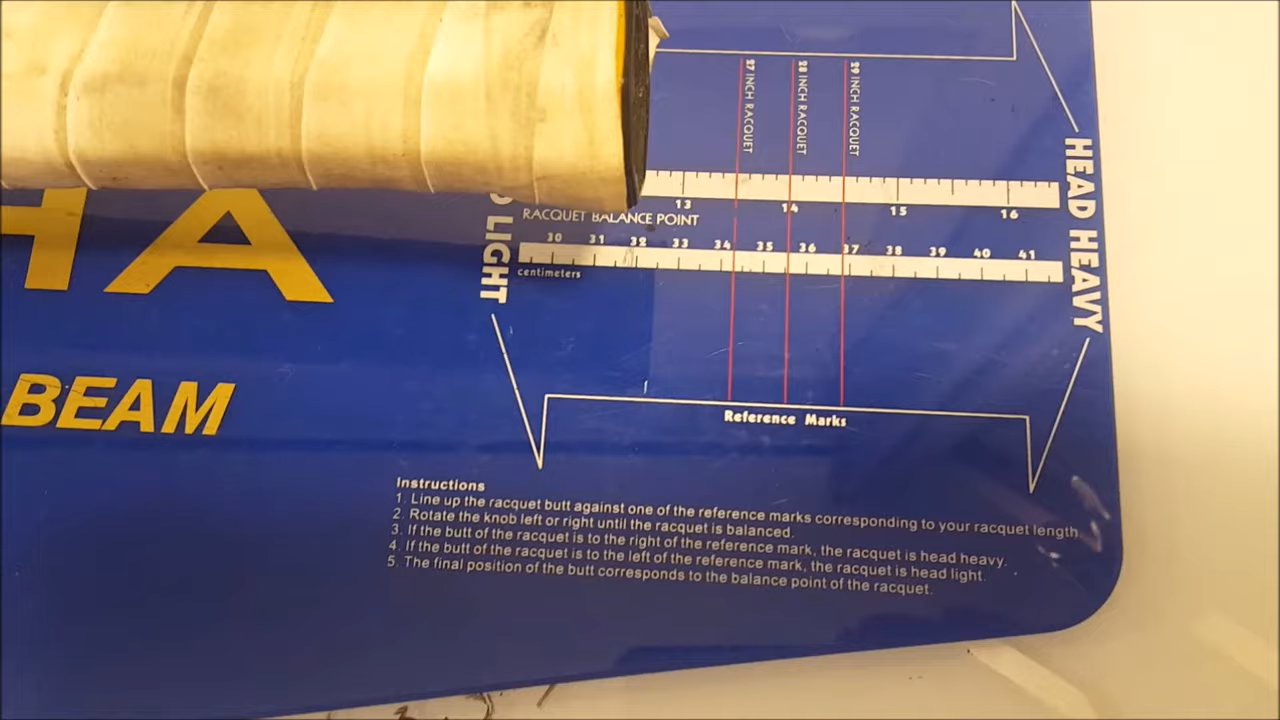 27 INCH RACQUET
28 INCH RACQUET
29 INCH RACQUET
HEAD HEAVY
13 14 15 16
RACQUET BALANCE POINT
30 31 32 33 34 35 36 37 38 39 40 41
centimeters
LIGHT
HA
BEAM
Reference Marks
Instructions
1. Line up the racquet butt against one of the reference marks corresponding to your racquet length.
2. Rotate the knob left or right until the racquet is balanced.
3. If the butt of the racquet is to the right of the reference mark, the racquet is head heavy.
4. If the butt of the racquet is to the left of the reference mark, the racquet is head light.
5. The final position of the butt corresponds to the balance point of the racquet.